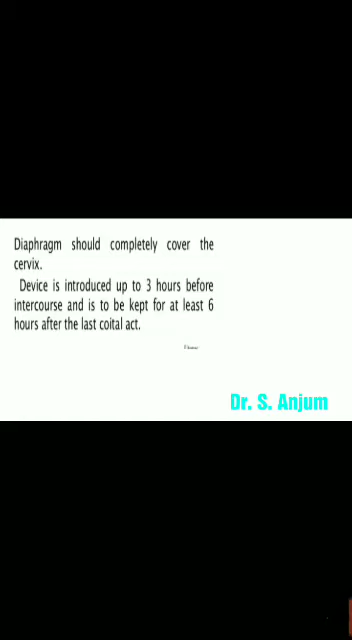 Diaphragm should completely cover the
cervix.
Device is introduced up to 3 hours before
intercourse and is to be kept for at least 6
hours after the last coital act.
Dr. S. Anjum